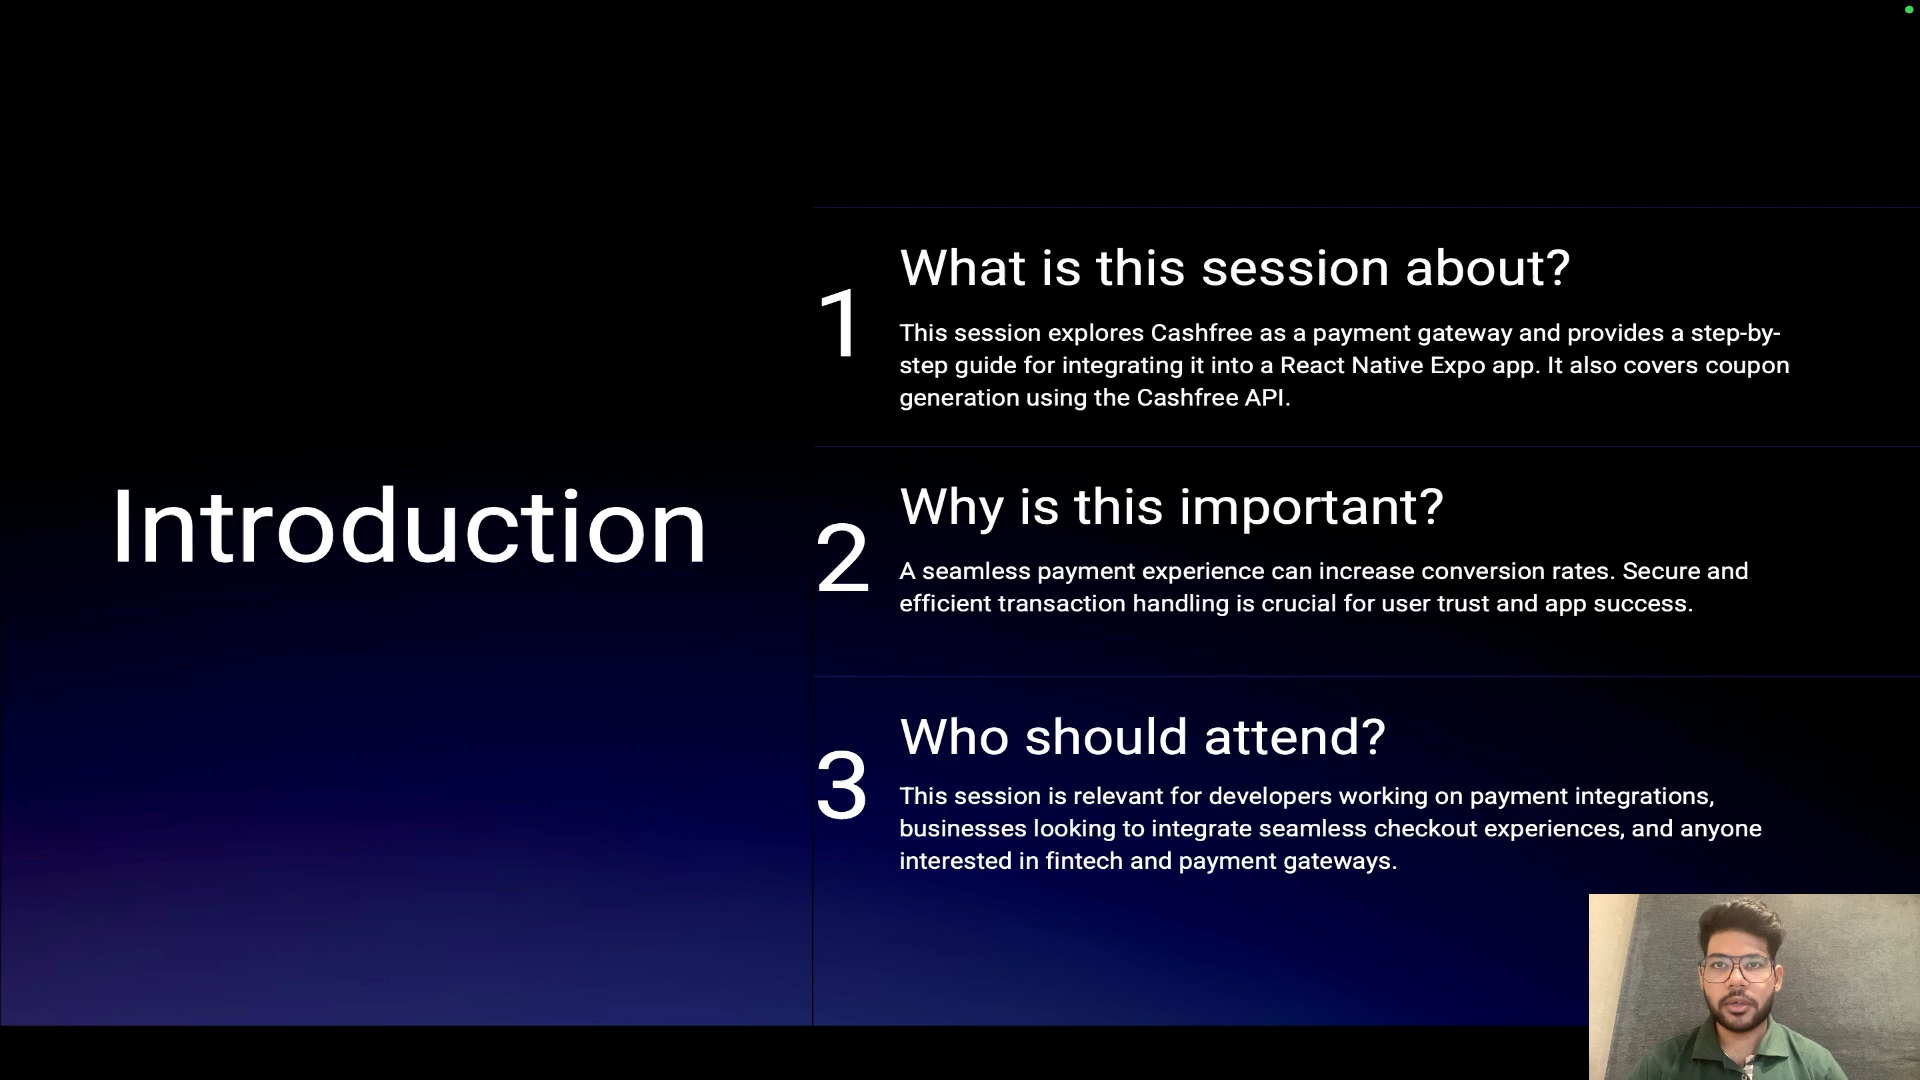 Introduction
1
What is this session about?
This session explores Cashfree as a payment gateway and provides a step-by-
step guide for integrating it into a React Native Expo app. It also covers coupon
generation using the Cashfree API.
2
Why is this important?
A seamless payment experience can increase conversion rates. Secure and
efficient transaction handling is crucial for user trust and app success.
3
Who should attend?
This session is relevant for developers working on payment integrations,
businesses looking to integrate seamless checkout experiences, and anyone
interested in fintech and payment gateways.